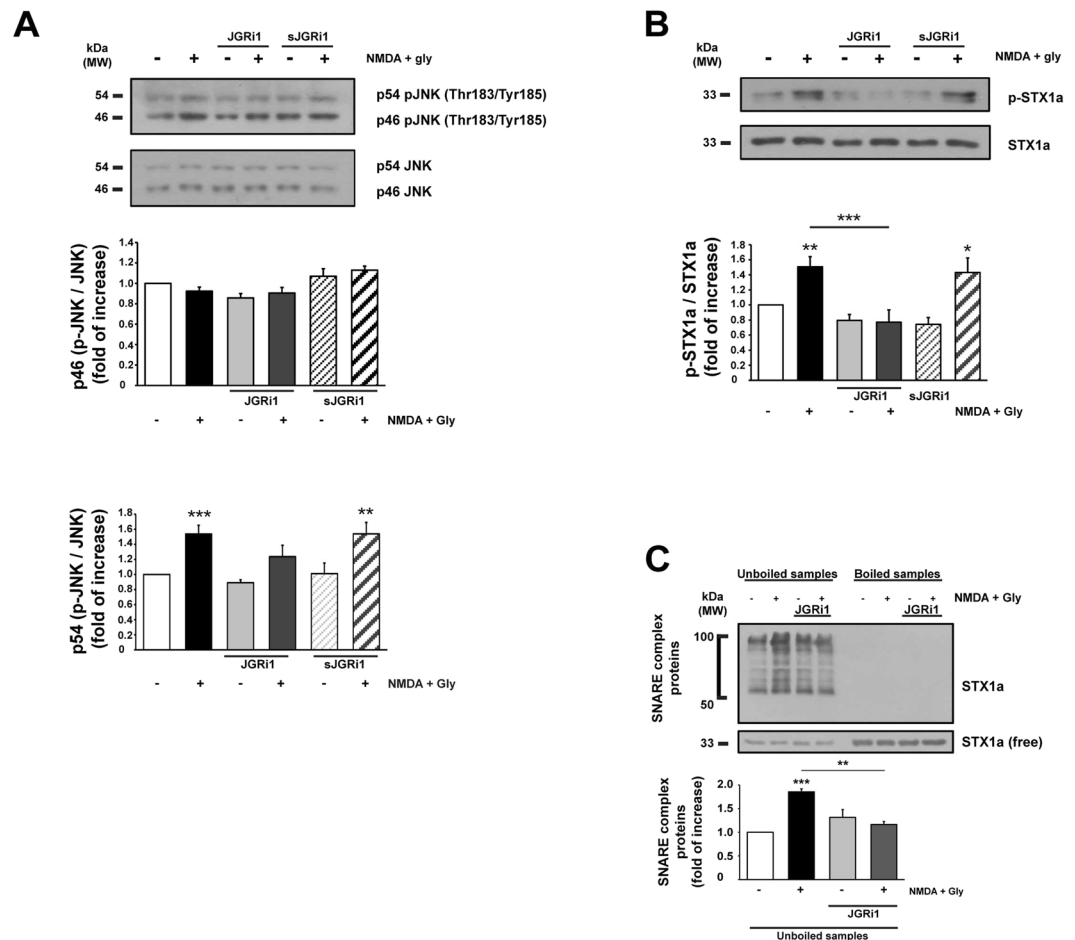 A
JGRi1 sJGRi1
kDa
(MW)
- + - + - + NMDA + gly
54
p54 pJNK (Thr183/Tyr185)
46
p46 pJNK (Thr183/Tyr185)
54
p54 JNK
46
p46 JNK
p46 (p-JNK / JNK)
(fold of increase)
1.4
1.2
1.0
0.8
0.6
0.4
0.2
0
JGRi1 sJGRi1
- + - + - + NMDA + Gly
p54 (p-JNK / JNK)
(fold of increase)
1.8
1.6
1.4
1.2
1.0
0.8
0.6
0.4
0.2
0
*** **
JGRi1 sJGRi1
- + - + - + NMDA + Gly
B
JGRi1 sJGRi1
kDa
(MW)
- + - + - + NMDA + gly
33 p-STX1a
33 STX1a
p-STX1a / STX1a
(fold of increase)
1.8
1.6
1.4
1.2
1.0
0.8
0.6
0.4
0.2
0
***
** *
JGRi1 sJGRi1
- + - + NMDA + Gly
C
Unboiled samples Boiled samples
kDa
(MW)
- + - + - + - + NMDA + Gly
JGRi1 JGRi1
SNARE complex
proteins
100
50
STX1a
33 STX1a (free)
SNARE complex
proteins
(fold of increase)
2.0
1.5
1.0
0.5
0
**
***
- + - + NMDA + Gly
JGRi1
Unboiled samples